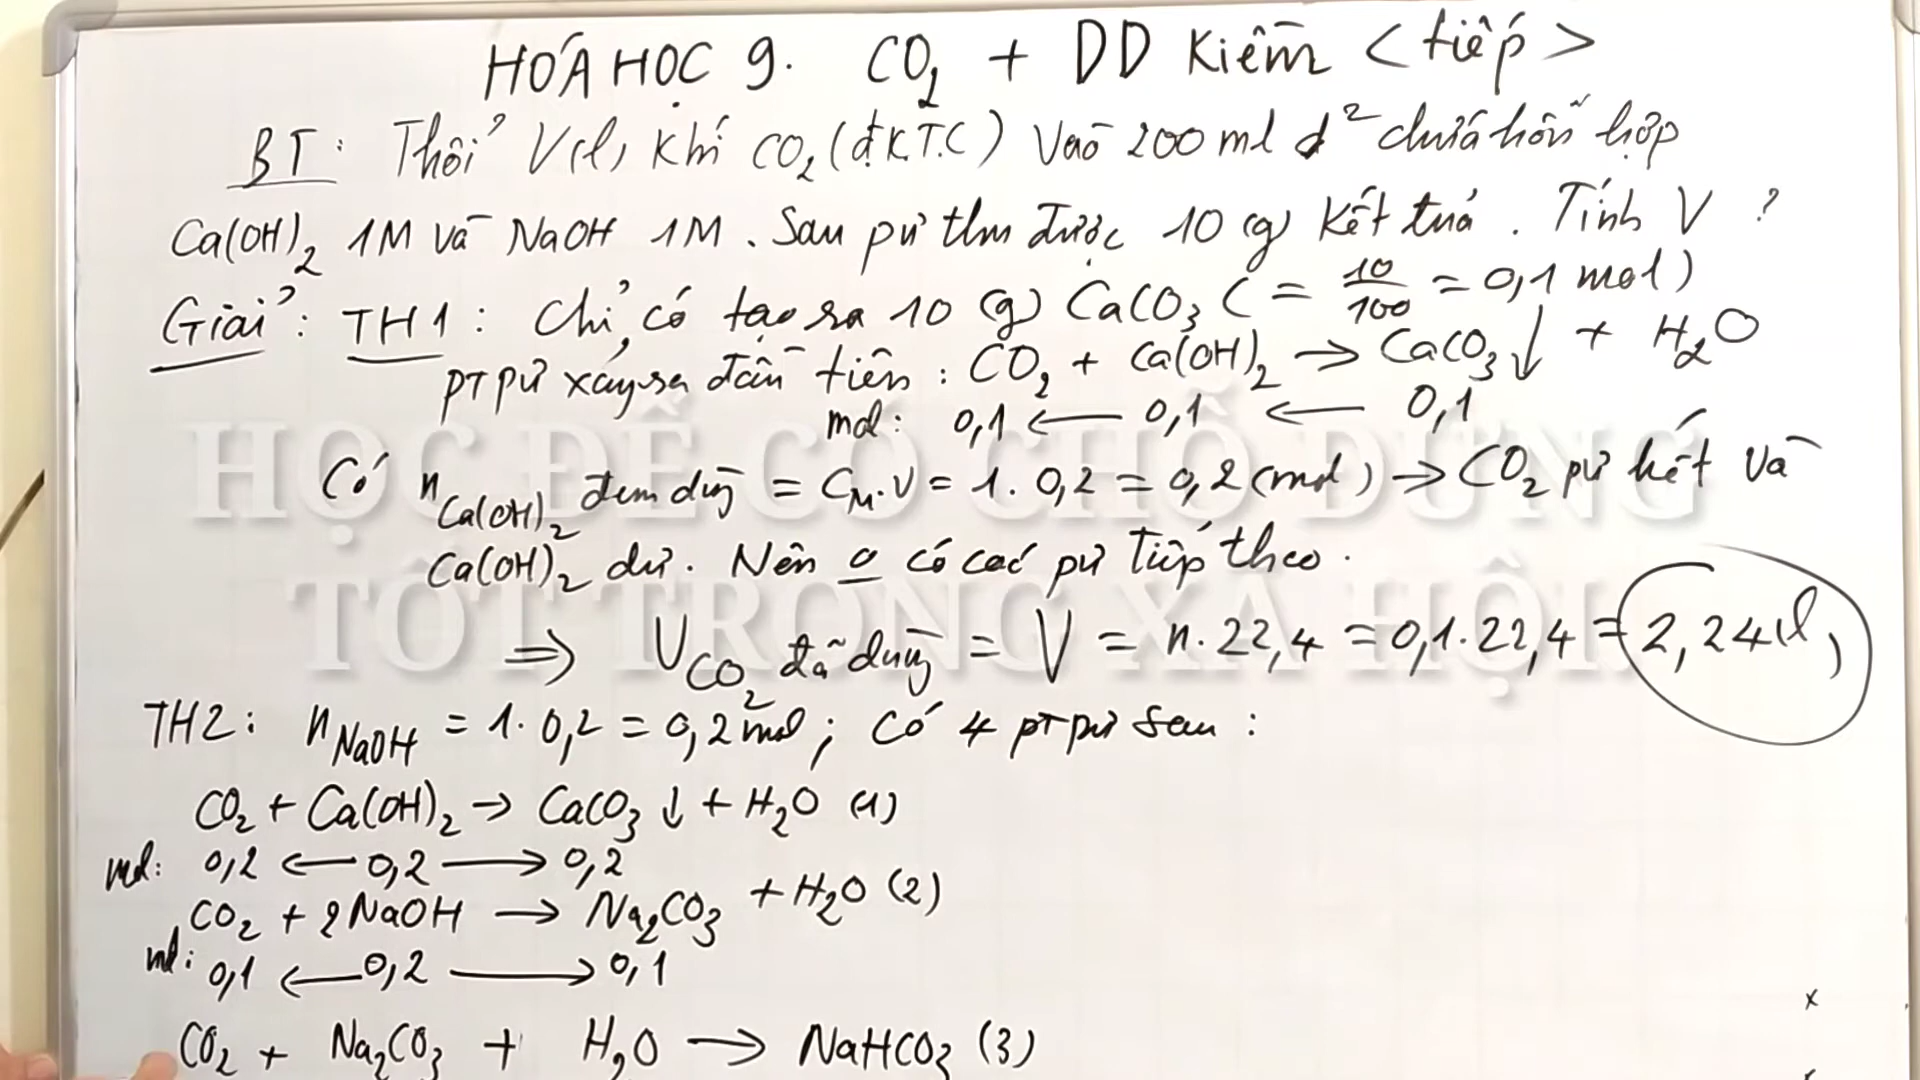 HÓA HỌC 9. CO₂ + DD Kiềm < tiếp >
BT: Thổi V(l) khí CO₂ (đ.K.T.C) vào 200 ml d² chứa hỗn hợp
Ca(OH)₂ 1M và NaOH 1M. Sau pứ thu được 10 (g) kết tủa. Tính V ?
Giải: TH1: Chỉ có tạo ra 10 (g) CaCO₃ ( = 10/100 = 0,1 mol)
PT pứ xảy ra đầu tiên: CO₂ + Ca(OH)₂ → CaCO₃↓ + H₂O
mol: 0,1 ← 0,1 ← 0,1
Có nCa(OH)₂ đem dùng = CM.V = 1. 0,2 = 0,2 (mol) → CO₂ pứ hết và
Ca(OH)₂ dư. Nên 0 có các pứ tiếp theo.
⇒ VCO₂ đã dùng = V = n.22,4 = 0,1.22,4 = 2,24(l)
TH2: nNaOH = 1. 0,2 = 0,2 mol; Có 4 PT pứ sau:
CO₂ + Ca(OH)₂ → CaCO₃↓ + H₂O (1)
mol: 0,2 ← 0,2 → 0,2
CO₂ + 2NaOH → Na₂CO₃ + H₂O (2)
mol: 0,1 ← 0,2 → 0,1
CO₂ + Na₂CO₃ + H₂O → NaHCO₃ (3)
HỌC ĐỂ CÓ CHỖ ĐỨNG
TỐT TRONG XÃ HỘI.